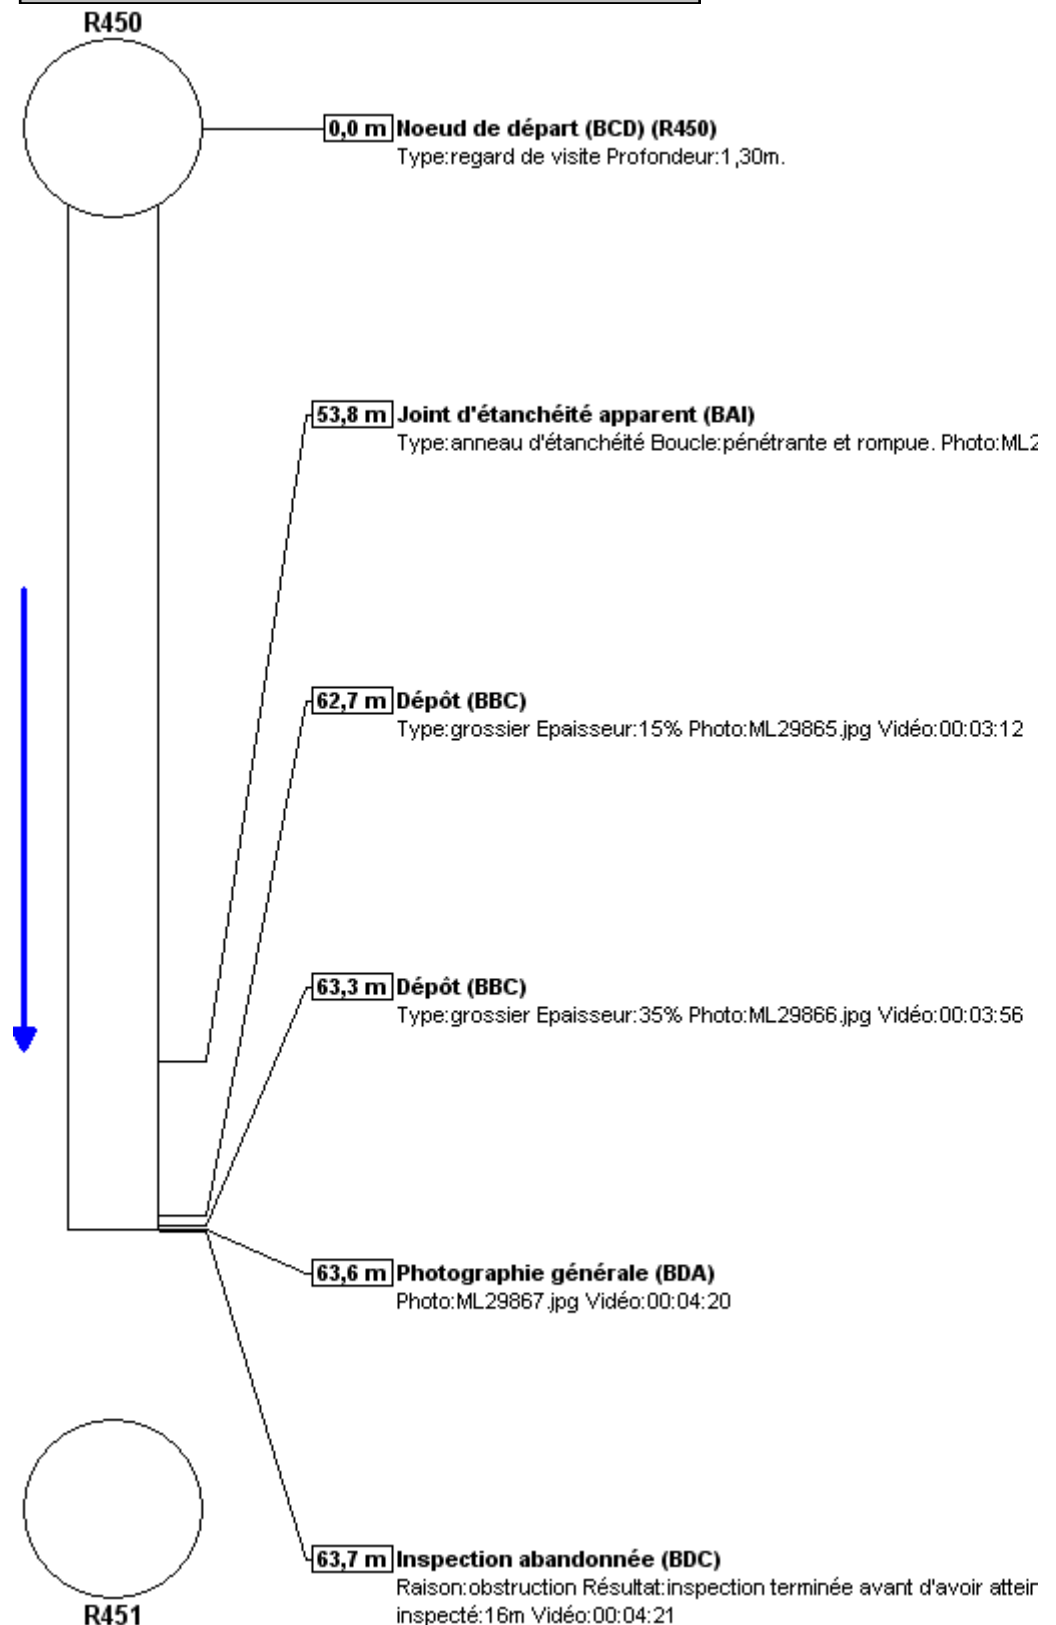 R450
0,0 m Noeud de départ (BCD) (R450)
Type:regard de visite Profondeur:1,30m.
53,8 m Joint d'étanchéité apparent (BAI)
Type:anneau d'étanchéité Boucle:pénétrante et rompue. Photo:ML2
62,7 m Dépôt (BBC)
Type:grossier Epaisseur:15% Photo:ML29865.jpg Vidéo:00:03:12
63,3 m Dépôt (BBC)
Type:grossier Epaisseur:35% Photo:ML29866.jpg Vidéo:00:03:56
63,6 m Photographie générale (BDA)
Photo:ML29867.jpg Vidéo:00:04:20
63,7 m Inspection abandonnée (BDC)
Raison:obstruction Résultat:inspection terminée avant d'avoir attein
inspecté:16m Vidéo:00:04:21
R451